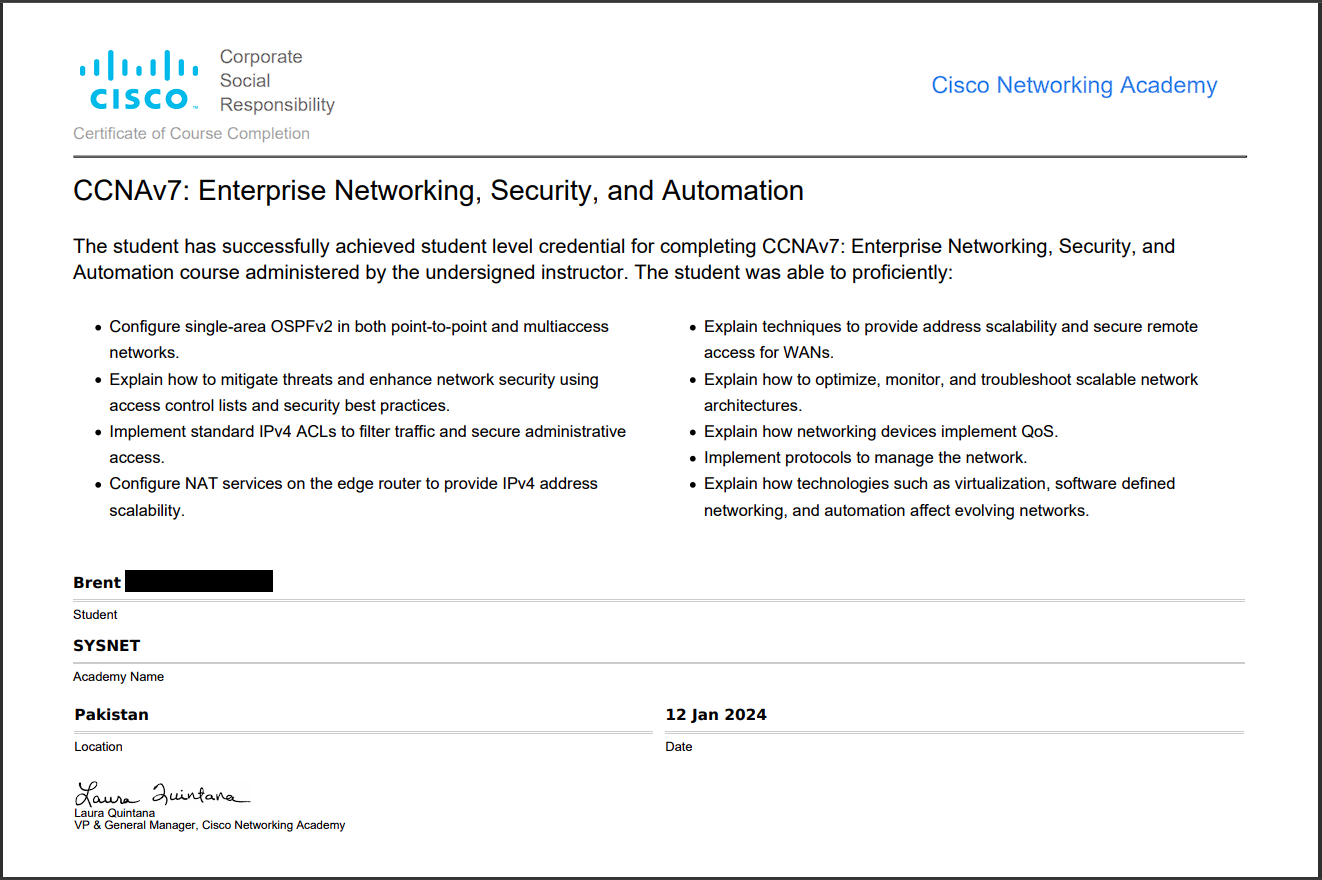 CISCO™
Corporate
Social
Responsibility
Cisco Networking Academy
Certificate of Course Completion
CCNAv7: Enterprise Networking, Security, and Automation
The student has successfully achieved student level credential for completing CCNAv7: Enterprise Networking, Security, and
Automation course administered by the undersigned instructor. The student was able to proficiently:
• Configure single-area OSPFv2 in both point-to-point and multiaccess
networks.
• Explain how to mitigate threats and enhance network security using
access control lists and security best practices.
• Implement standard IPv4 ACLs to filter traffic and secure administrative
access.
• Configure NAT services on the edge router to provide IPv4 address
scalability.
• Explain techniques to provide address scalability and secure remote
access for WANs.
• Explain how to optimize, monitor, and troubleshoot scalable network
architectures.
• Explain how networking devices implement QoS.
• Implement protocols to manage the network.
• Explain how technologies such as virtualization, software defined
networking, and automation affect evolving networks.
Brent
Student
SYSNET
Academy Name
Pakistan
Location
12 Jan 2024
Date
Laura Quintana
Laura Quintana
VP & General Manager, Cisco Networking Academy